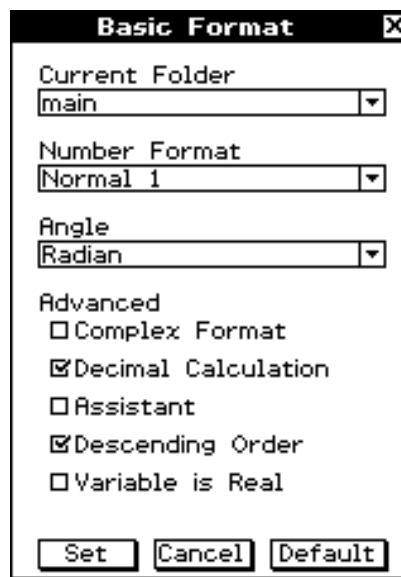 Basic Format
Current Folder
main
Number Format
Normal 1
Angle
Radian
Advanced
Complex Format
Decimal Calculation
Assistant
Descending Order
Variable is Real
Set Cancel Default